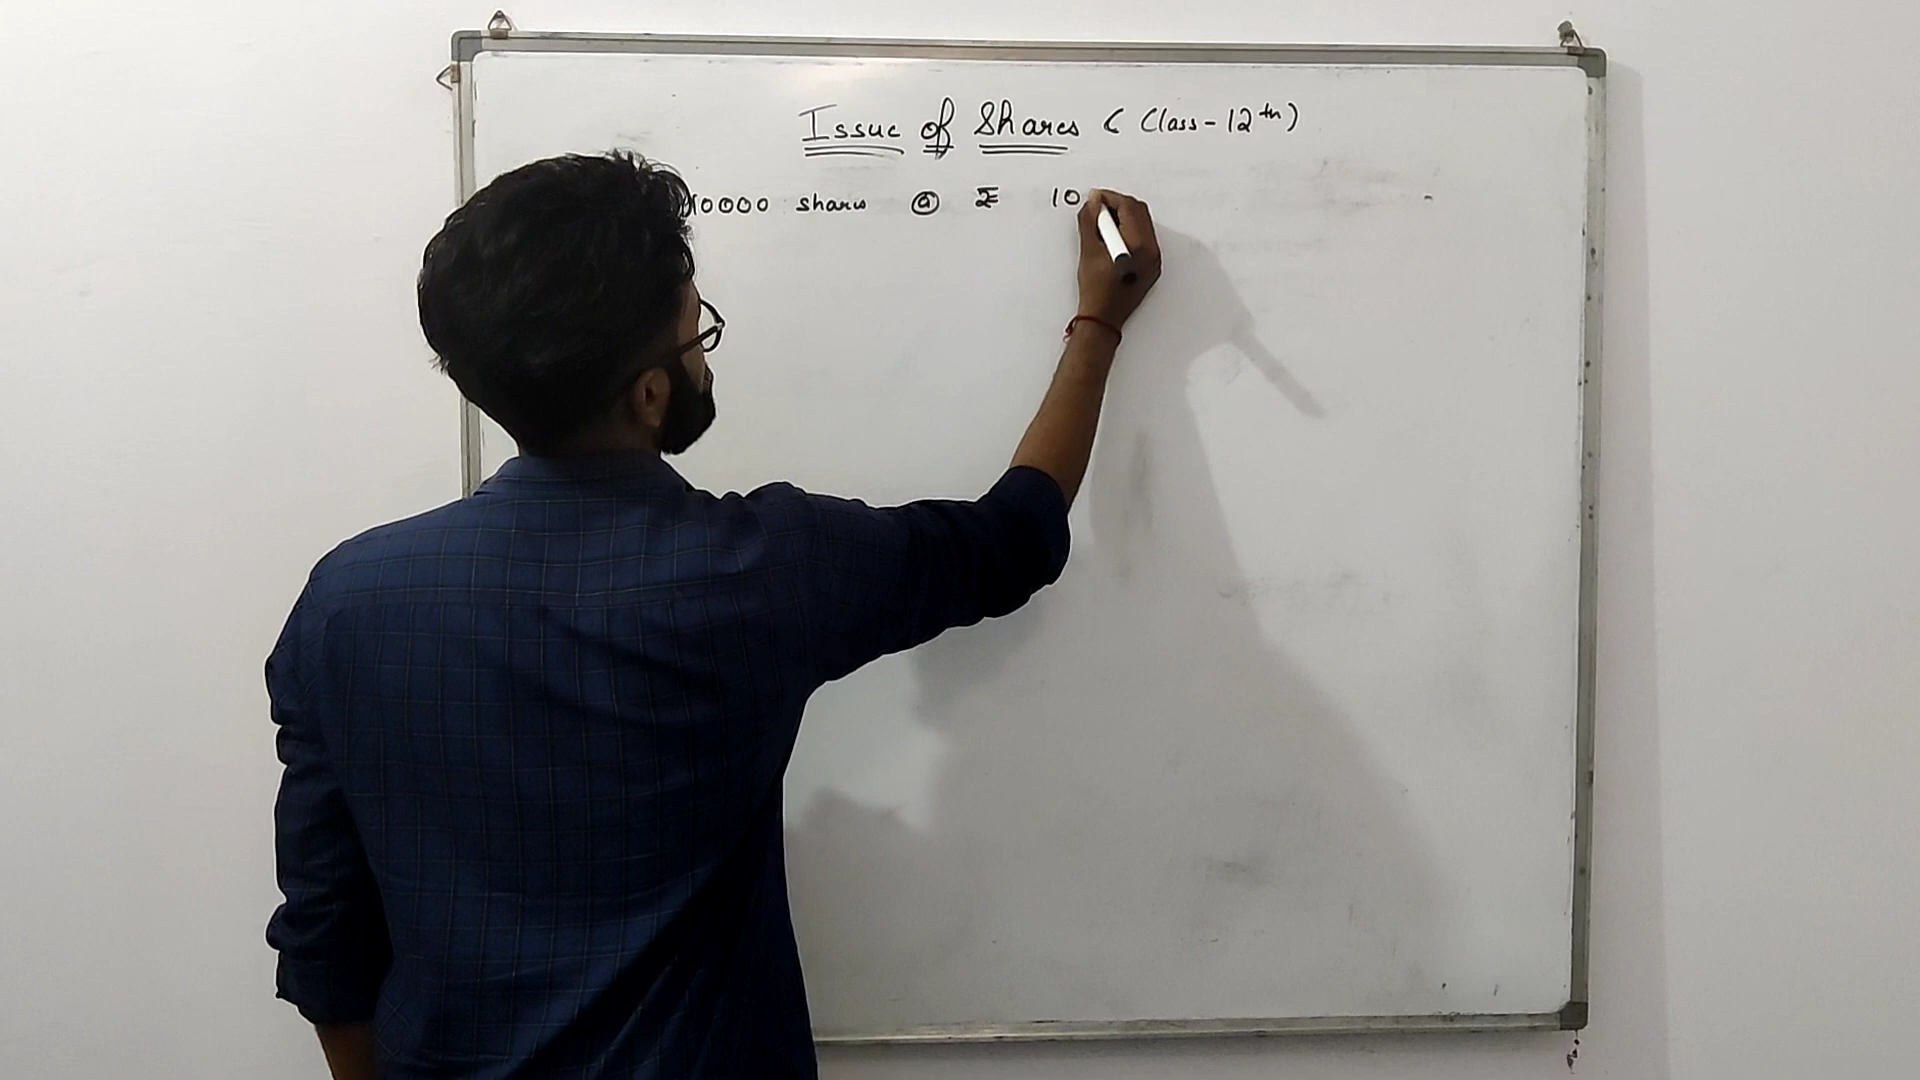 Issue of Shares ( Class-12th)
10000 shares @ ₹ 10